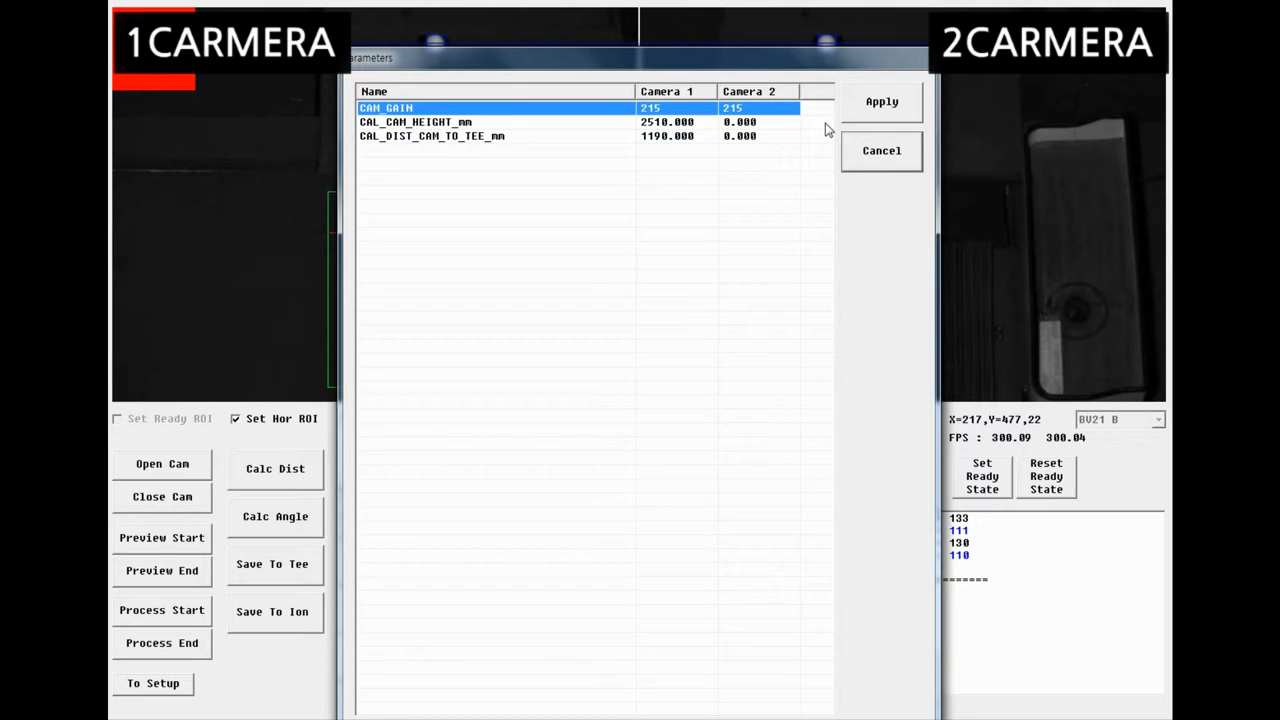 1CARMERA
2CARMERA
arameters
Name Camera 1 Camera 2
CAM_GAIN 215 215
CAL_CAM_HEIGHT_mm 2510.000 0.000
CAL_DIST_CAM_TO_TEE_mm 1190.000 0.000
Apply
Cancel
Set Ready ROI
Set Hor ROI
X=217,Y=477,22
BV21 B
FPS : 300.09 300.04
Open Cam
Close Cam
Calc Dist
Calc Angle
Preview Start
Preview End
Save To Tee
Process Start
Save To Ion
Process End
To Setup
Set
Ready
State
Reset
Ready
State
133
111
130
110
=======